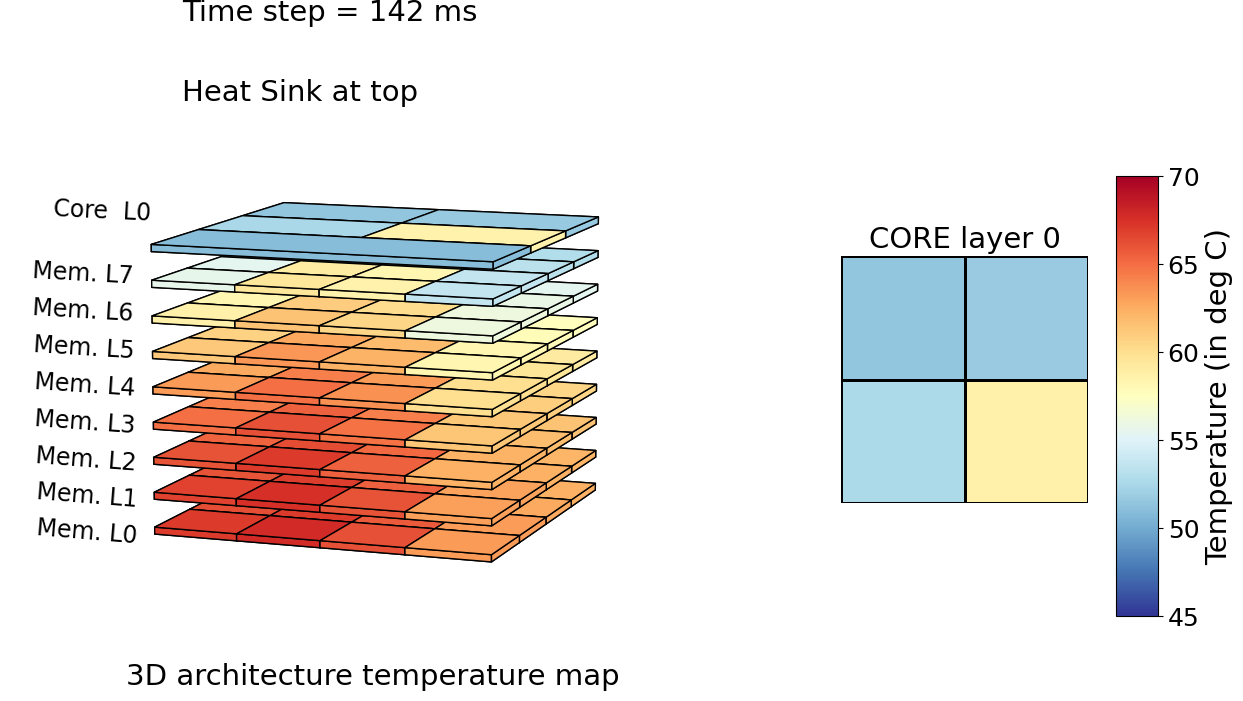 Time step = 142 ms
Heat Sink at top
Core  L0
Mem. L7
Mem. L6
Mem. L5
Mem. L4
Mem. L3
Mem. L2
Mem. L1
Mem. L0
3D architecture temperature map
CORE layer 0
70
65
60
55
50
45
Temperature (in deg C)